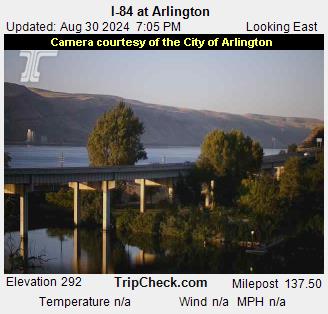 I-84 at Arlington
Updated: Aug 30 2024 7:05 PM Looking East
Camera courtesy of the City of Arlington
Elevation 292 TripCheck.com Milepost 137.50
Temperature n/a Wind n/a MPH n/a